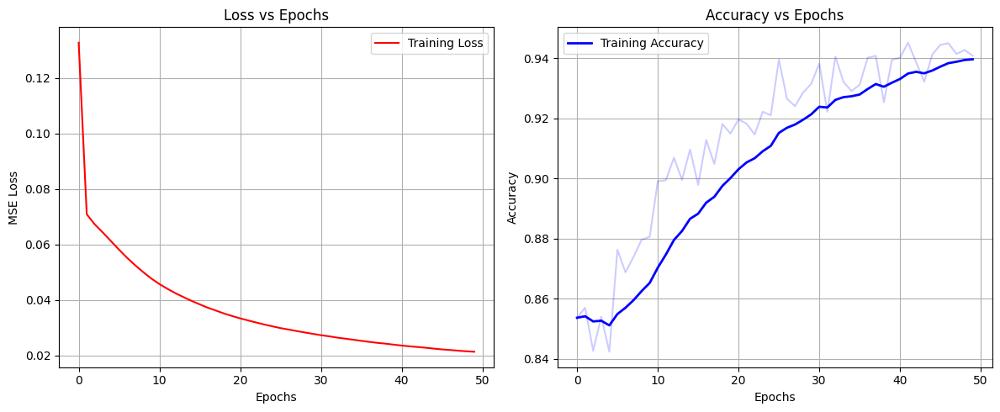 Loss vs Epochs
Training Loss
0.12
0.10
0.08
0.06
0.04
0.02
MSE Loss
0 10 20 30 40 50
Epochs
Accuracy vs Epochs
Training Accuracy
0.94
0.92
0.90
0.88
0.86
0.84
Accuracy
0 10 20 30 40 50
Epochs